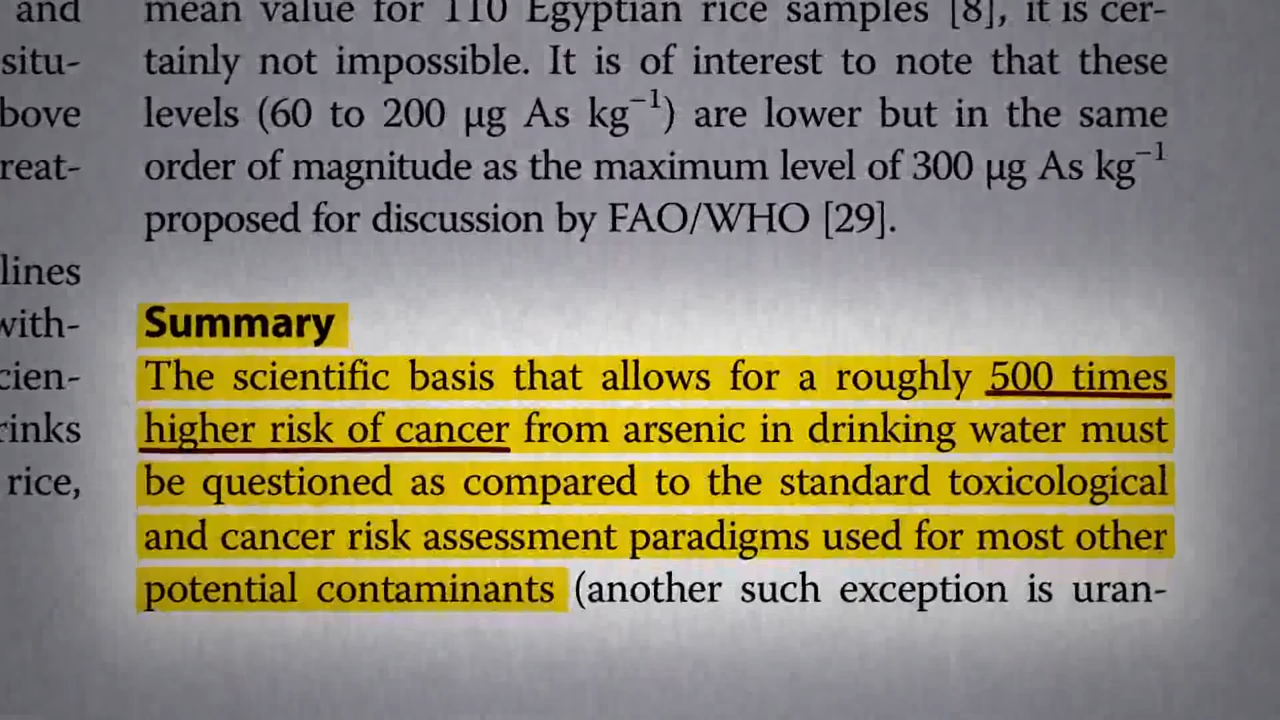 and
situ-
bove
reat-
lines
with-
cien-
rinks
rice,
mean value for 110 Egyptian rice samples [8], it is cer-
tainly not impossible. It is of interest to note that these
levels (60 to 200 µg As kg⁻¹) are lower but in the same
order of magnitude as the maximum level of 300 µg As kg⁻¹
proposed for discussion by FAO/WHO [29].
Summary
The scientific basis that allows for a roughly 500 times
higher risk of cancer from arsenic in drinking water must
be questioned as compared to the standard toxicological
and cancer risk assessment paradigms used for most other
potential contaminants (another such exception is uran-